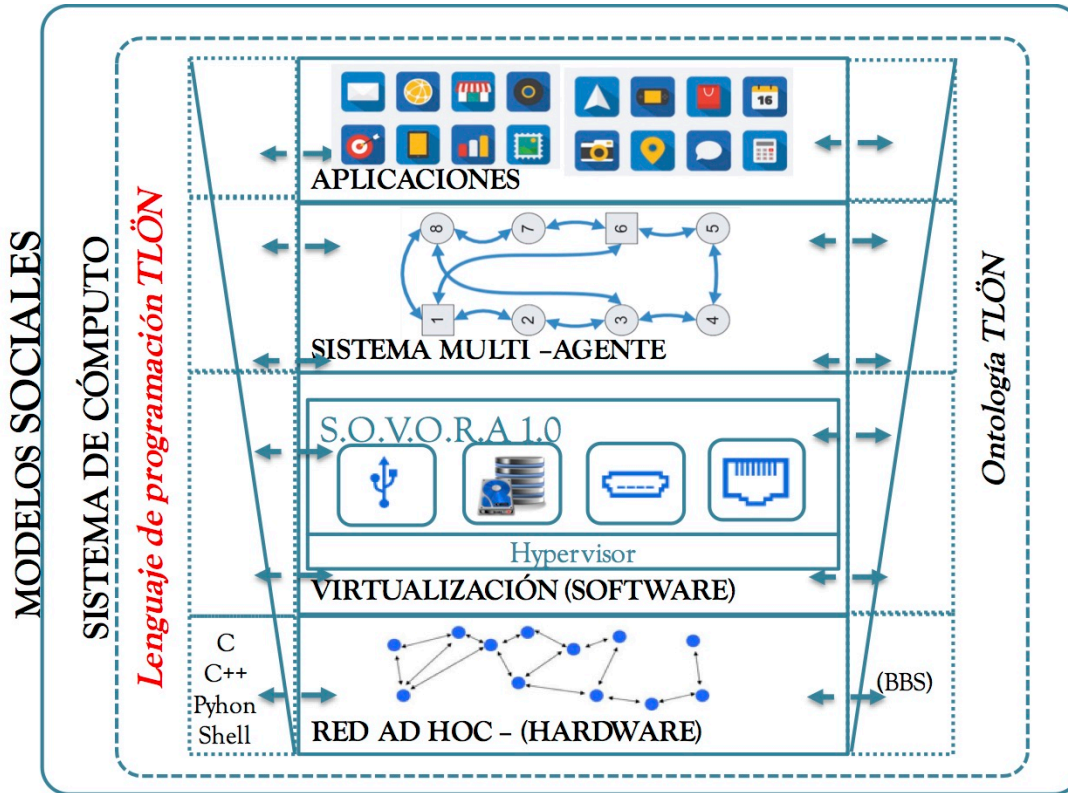 MODELOS SOCIALES
SISTEMA DE CÓMPUTO
Lenguaje de programación TLÖN
16
APLICACIONES
8
7
6
5
1
2
3
4
SISTEMA MULTI –AGENTE
S.O.V.O.R.A 1.0
Hypervisor
VIRTUALIZACIÓN (SOFTWARE)
C
C++
Pyhon
Shell
RED AD HOC – (HARDWARE)
(BBS)
Ontología TLÖN